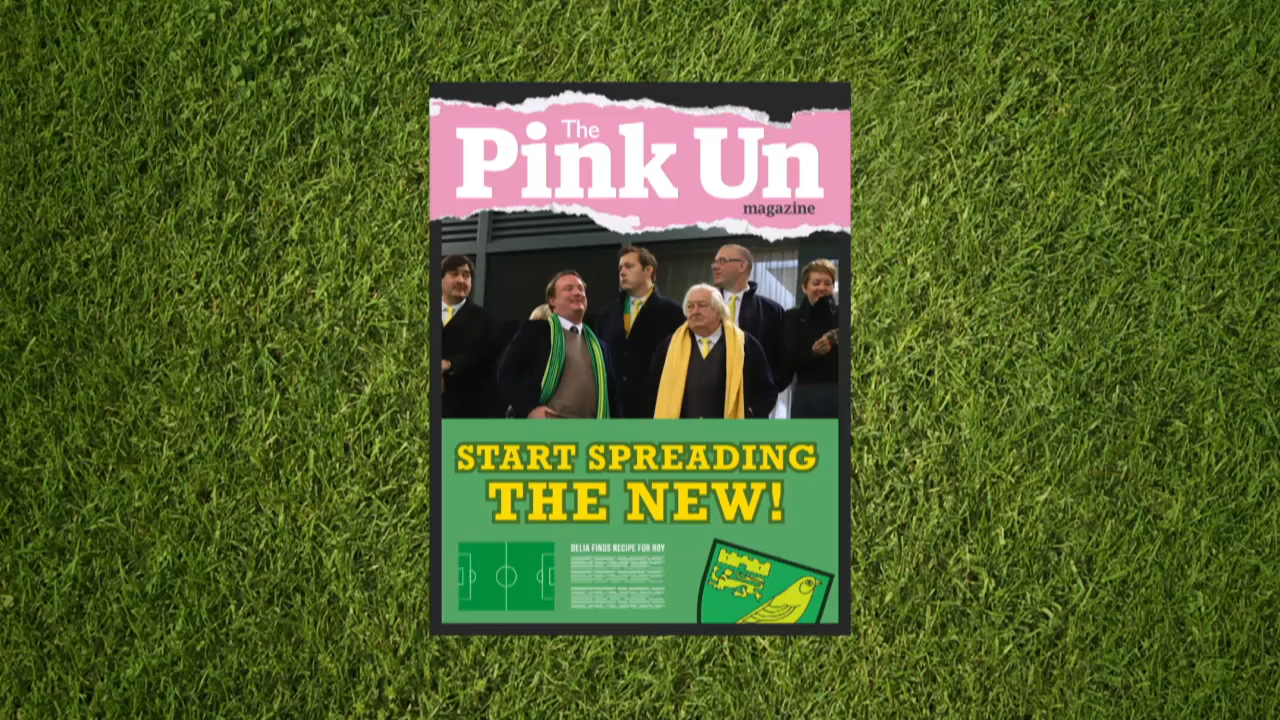 The
Pink Un
magazine
START SPREADING
THE NEW!
DELIA FINDS RECIPE FOR ROY